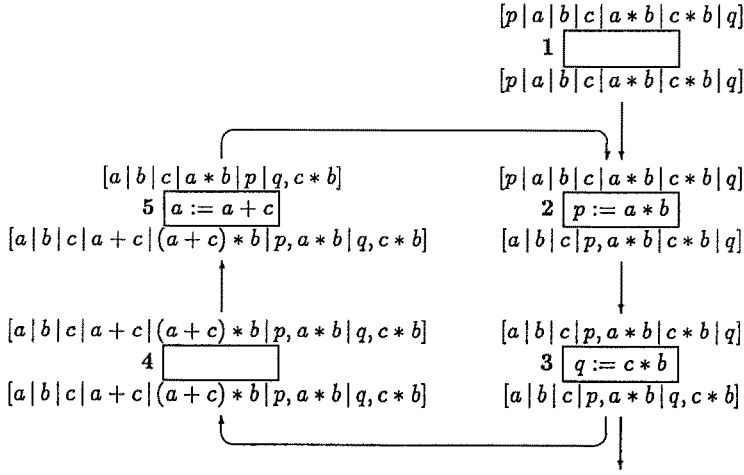 [p | a | b | c | a * b | c * b | q]
1
[p | a | b | c | a * b | c * b | q]
[a | b | c | a * b | p | q, c * b]
5 a := a + c
[a | b | c | a + c | (a + c) * b | p, a * b | q, c * b]
[p | a | b | c | a * b | c * b | q]
2 p := a * b
[a | b | c | p, a * b | c * b | q]
[a | b | c | a + c | (a + c) * b | p, a * b | q, c * b]
4
[a | b | c | a + c | (a + c) * b | p, a * b | q, c * b]
[a | b | c | p, a * b | c * b | q]
3 q := c * b
[a | b | c | p, a * b | q, c * b]